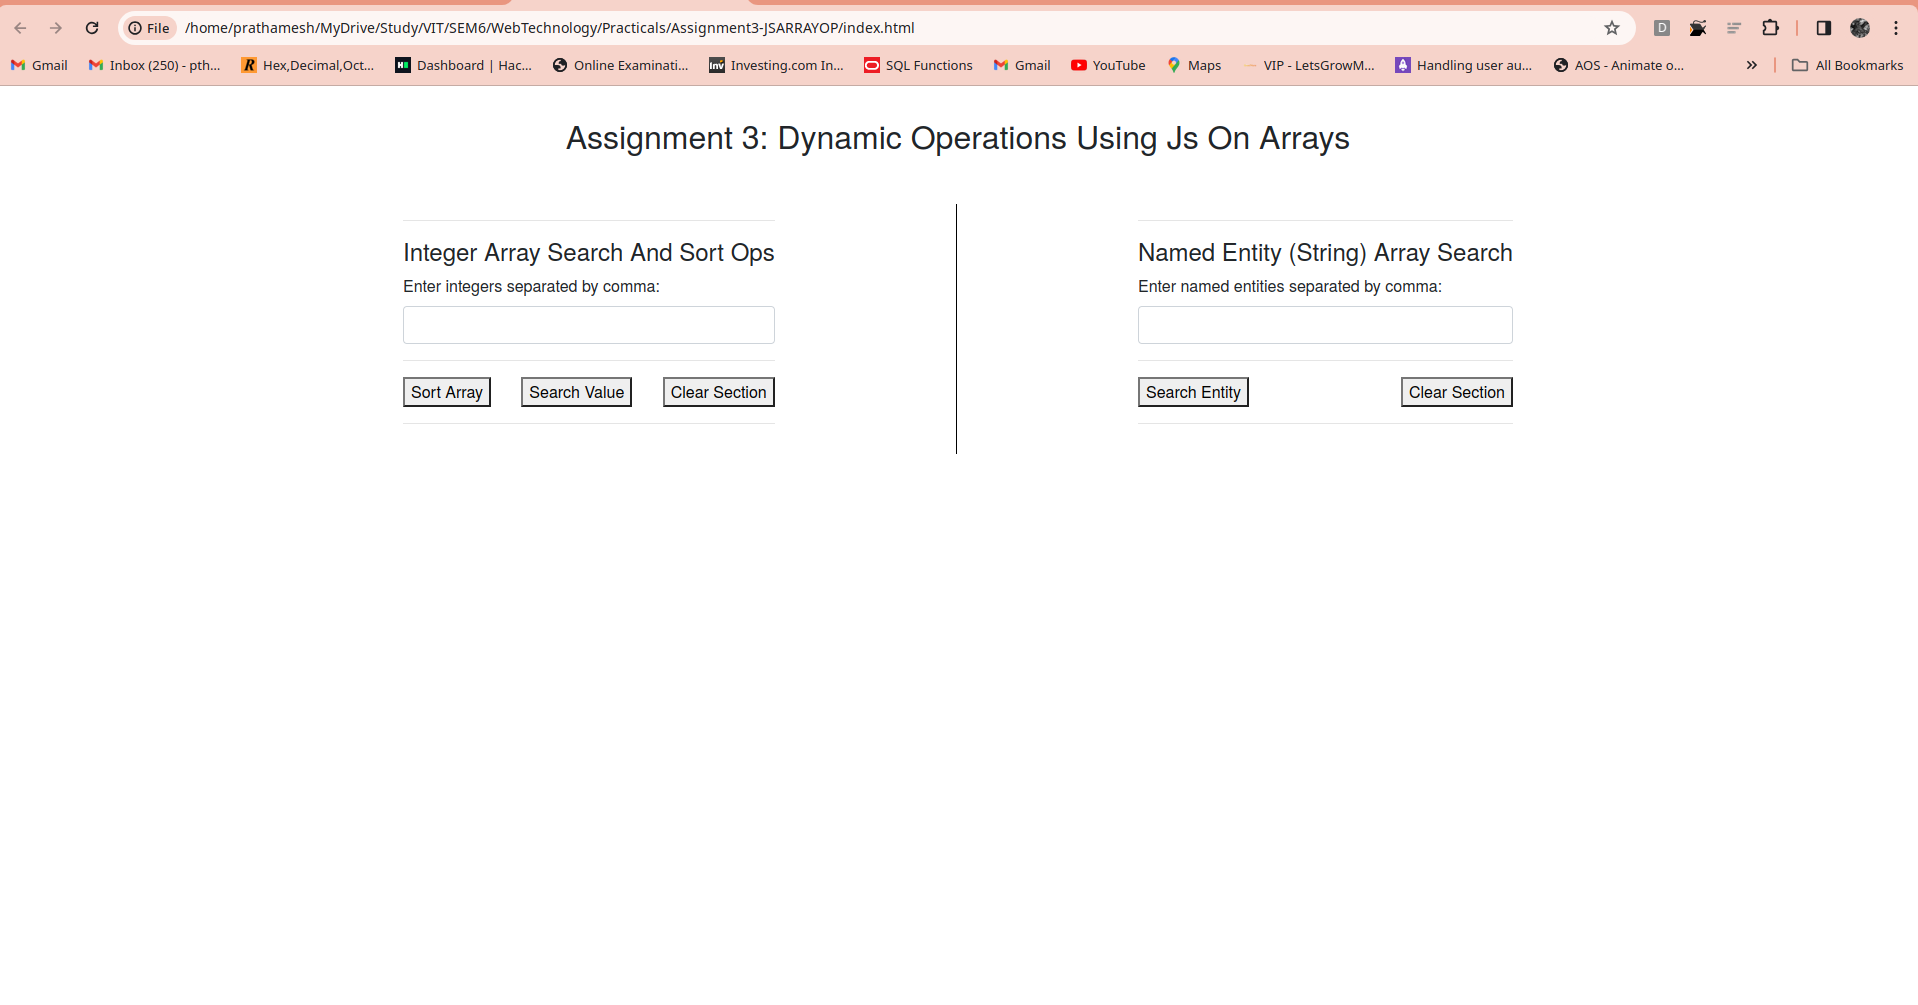 File /home/prathamesh/MyDrive/Study/VIT/SEM6/WebTechnology/Practicals/Assignment3-JSARRAYOP/index.html D
Gmail Inbox (250) - pth... R Hex,Decimal,Oct... H Dashboard | Hac... Online Examinati... Inv Investing.com In... SQL Functions Gmail YouTube Maps VIP - LetsGrowM... Handling user au... AOS - Animate o... » All Bookmarks
Assignment 3: Dynamic Operations Using Js On Arrays
Integer Array Search And Sort Ops
Enter integers separated by comma:
Sort Array Search Value Clear Section
Named Entity (String) Array Search
Enter named entities separated by comma:
Search Entity Clear Section